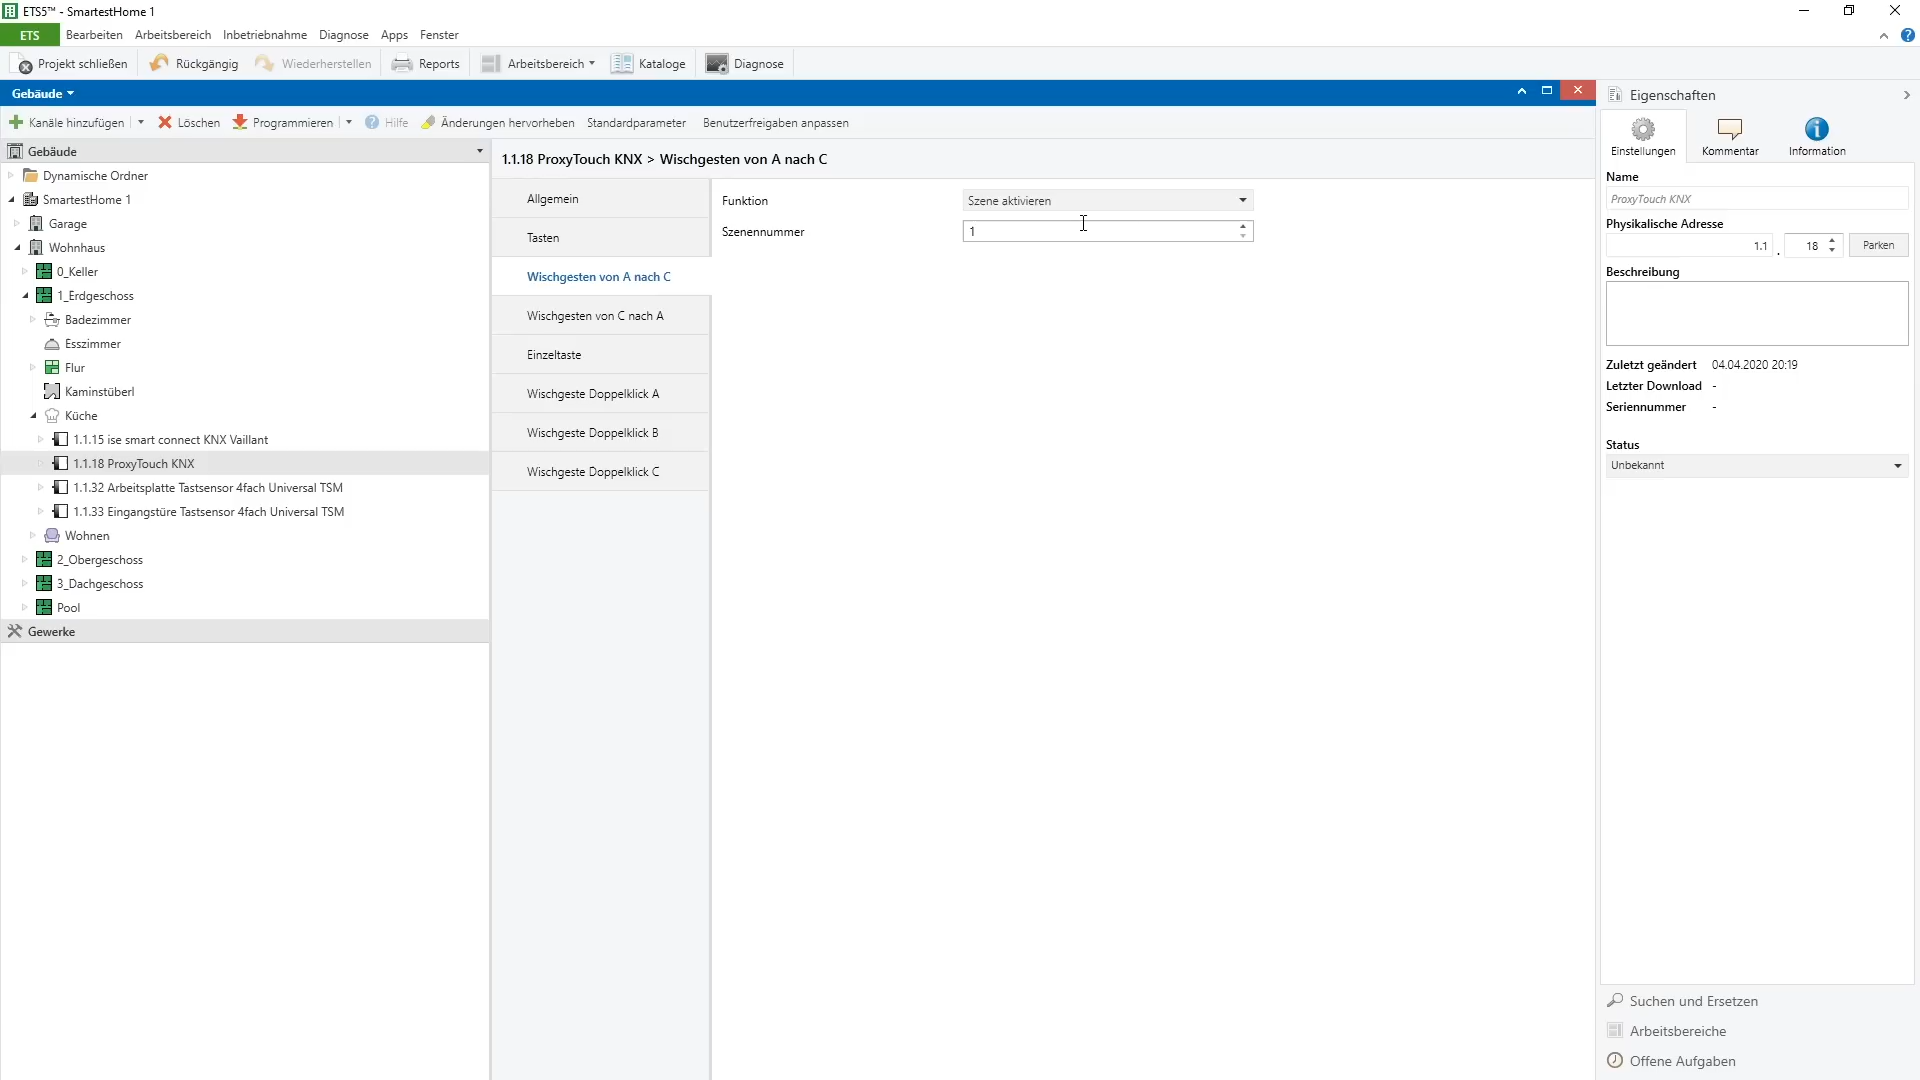 ETS5™ - SmartestHome 1
ETS Bearbeiten Arbeitsbereich Inbetriebnahme Diagnose Apps Fenster
Projekt schließen Rückgängig Wiederherstellen Reports Arbeitsbereich Kataloge Diagnose
Gebäude
Kanäle hinzufügen Löschen Programmieren Hilfe Änderungen hervorheben Standardparameter Benutzerfreigaben anpassen
Gebäude
Dynamische Ordner
SmartestHome 1
Garage
Wohnhaus
0_Keller
1_Erdgeschoss
Badezimmer
Esszimmer
Flur
Kaminstüberl
Küche
1.1.15 ise smart connect KNX Vaillant
1.1.18 ProxyTouch KNX
1.1.32 Arbeitsplatte Tastsensor 4fach Universal TSM
1.1.33 Eingangstüre Tastsensor 4fach Universal TSM
Wohnen
2_Obergeschoss
3_Dachgeschoss
Pool
Gewerke
1.1.18 ProxyTouch KNX > Wischgesten von A nach C
Allgemein
Tasten
Wischgesten von A nach C
Wischgesten von C nach A
Einzeltaste
Wischgeste Doppelklick A
Wischgeste Doppelklick B
Wischgeste Doppelklick C
Funktion Szene aktivieren
Szenennummer 1
Eigenschaften
Einstellungen Kommentar Information
Name
ProxyTouch KNX
Physikalische Adresse
1.1 . 18 Parken
Beschreibung
Zuletzt geändert 04.04.2020 20:19
Letzter Download -
Seriennummer -
Status
Unbekannt
Suchen und Ersetzen
Arbeitsbereiche
Offene Aufgaben